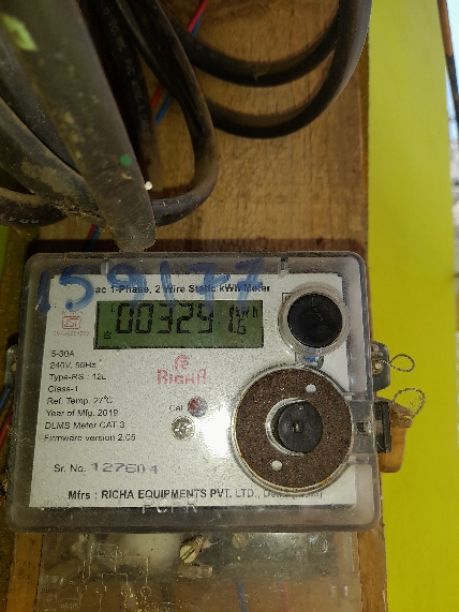 159177
ac 1-Phase, 2 Wire Static kWh Meter
kWh
5-30A
240V, 50Hz
Type-RS : 12L
Class-1
Ref. Temp. 27°C
Year of Mfg. 2019
DLMS Meter CAT 3
Firmware version 2.05
RICHA
Cal
Sr. No. 127604
Mfrs : RICHA EQUIPMENTS PVT. LTD.,